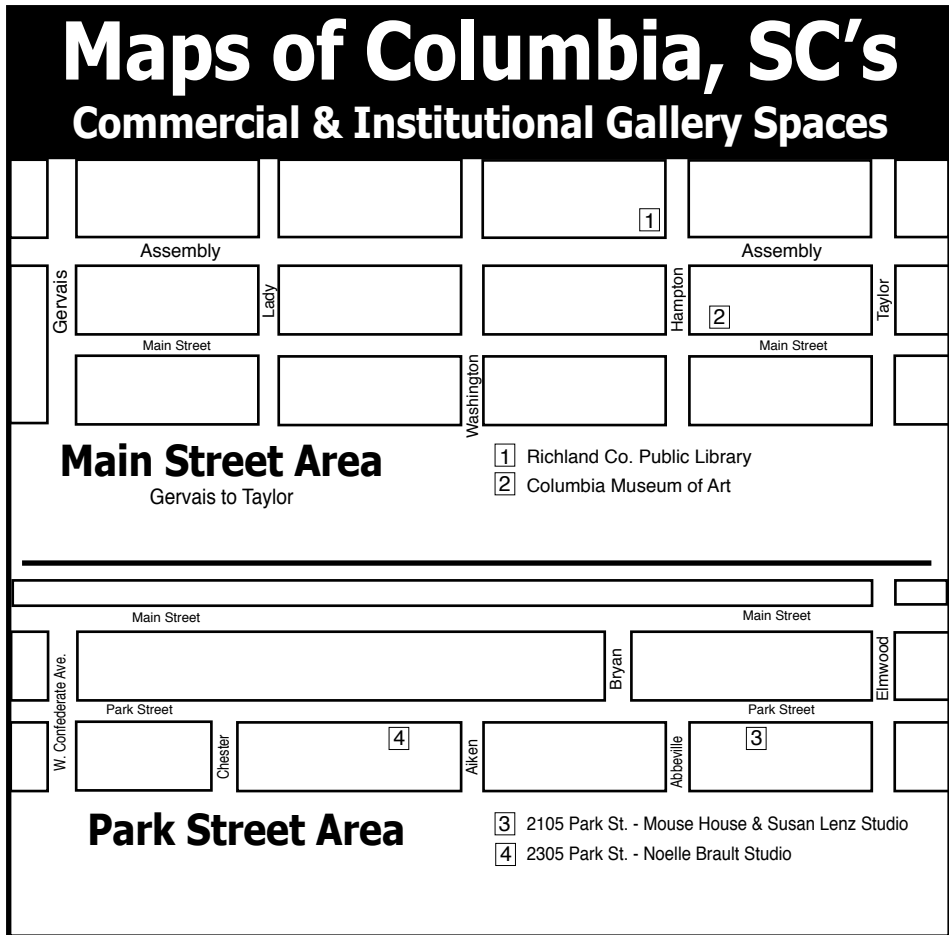 Maps of Columbia, SC's
Commercial & Institutional Gallery Spaces
1
Assembly
Assembly
Gervais
Lady
Hampton
Taylor
2
Main Street
Main Street
Washington
Main Street Area
Gervais to Taylor
1 Richland Co. Public Library
2 Columbia Museum of Art
Main Street
Main Street
W. Confederate Ave.
Bryan
Elmwood
Park Street
Park Street
Chester
4
Aiken
Abbeville
3
Park Street Area
3 2105 Park St. - Mouse House & Susan Lenz Studio
4 2305 Park St. - Noelle Brault Studio